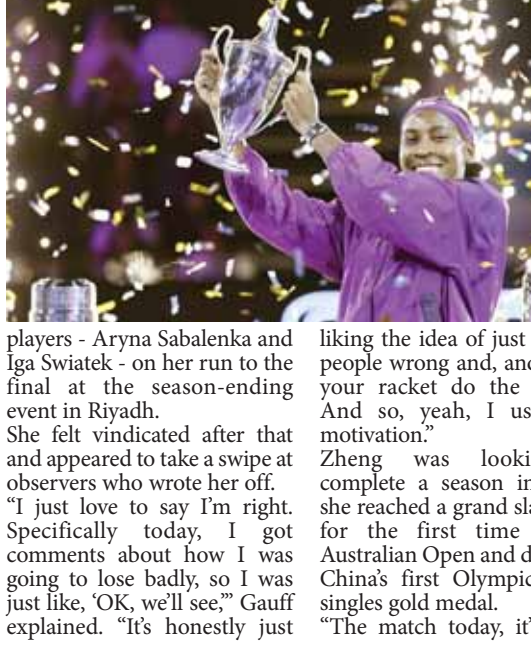 players - Aryna Sabalenka and
Iga Swiatek - on her run to the
final at the season-ending
event in Riyadh.
She felt vindicated after that
and appeared to take a swipe at
observers who wrote her off.
“I just love to say I’m right.
Specifically today, I got
comments about how I was
going to lose badly, so I was
just like, ‘OK, we’ll see,’” Gauff
explained. “It’s honestly just
liking the idea of just
people wrong and, and
your racket do the
And so, yeah, I us
motivation.”
Zheng was looki
complete a season in
she reached a grand sla
for the first time
Australian Open and d
China’s first Olympic
singles gold medal.
“The match today, it’